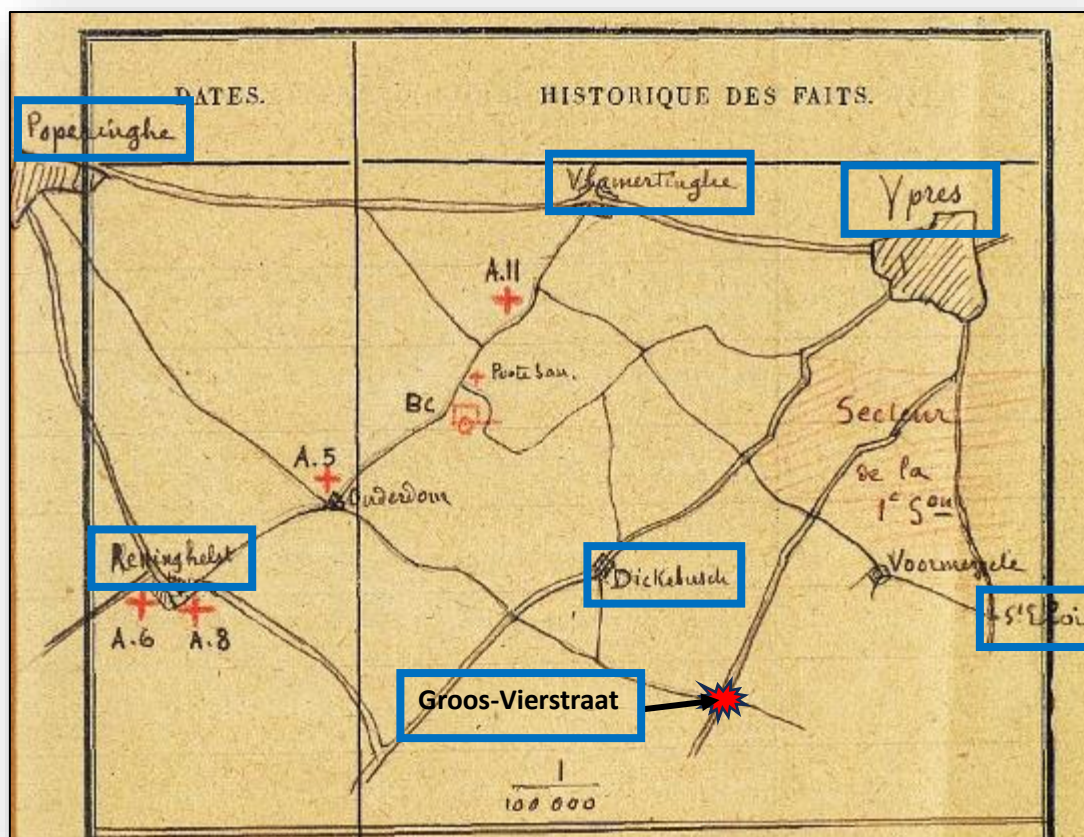 DATES.
HISTORIQUE DES FAITS.
Poperinghe
Vlamertinghe
Ypres
A.11
Poste San.
BC
Secteur
de la
1e Son
A.5
Ouderdom
Reninghelst
Dickebusch
Voormezele
St Eloi
A.6
A.8
Groos-Vierstraat
1
100 000